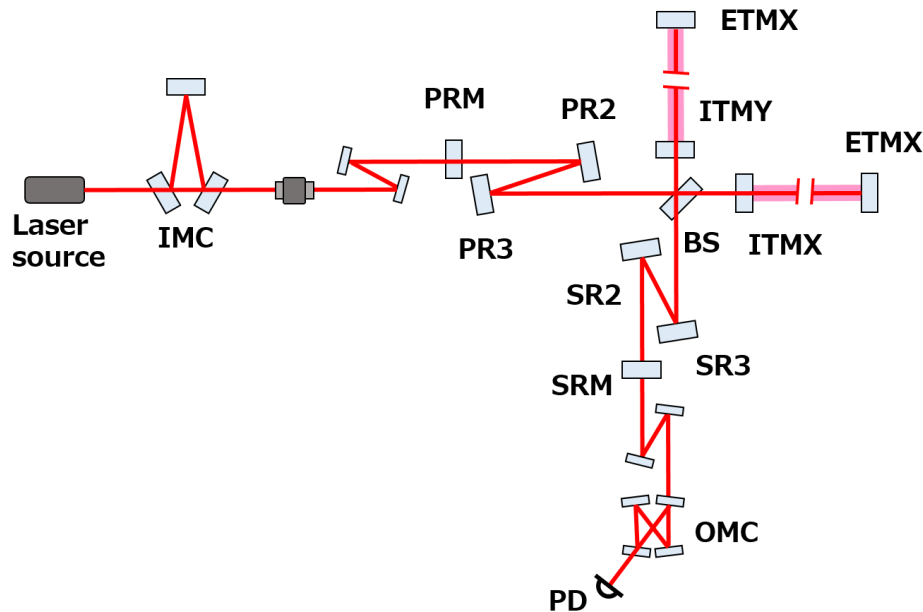 ETMX
PRM
PR2
ITMY
ETMX
Laser
source
IMC
PR3
BS
ITMX
SR2
SR3
SRM
OMC
PD